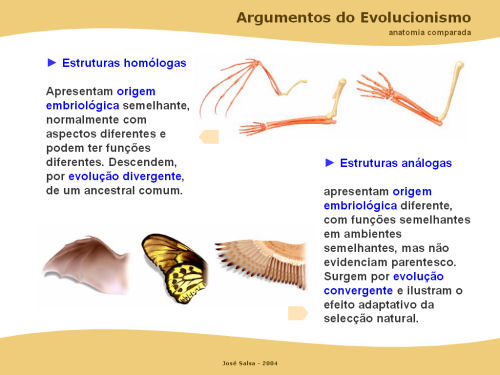 Argumentos do Evolucionismo
anatomia comparada
► Estruturas homólogas
Apresentam origem
embriológica semelhante,
normalmente com
aspectos diferentes e
podem ter funções
diferentes. Descendem,
por evolução divergente,
de um ancestral comum.
► Estruturas análogas
apresentam origem
embriológica diferente,
com funções semelhantes
em ambientes
semelhantes, mas não
evidenciam parentesco.
Surgem por evolução
convergente e ilustram o
efeito adaptativo da
selecção natural.
José Salsa - 2004